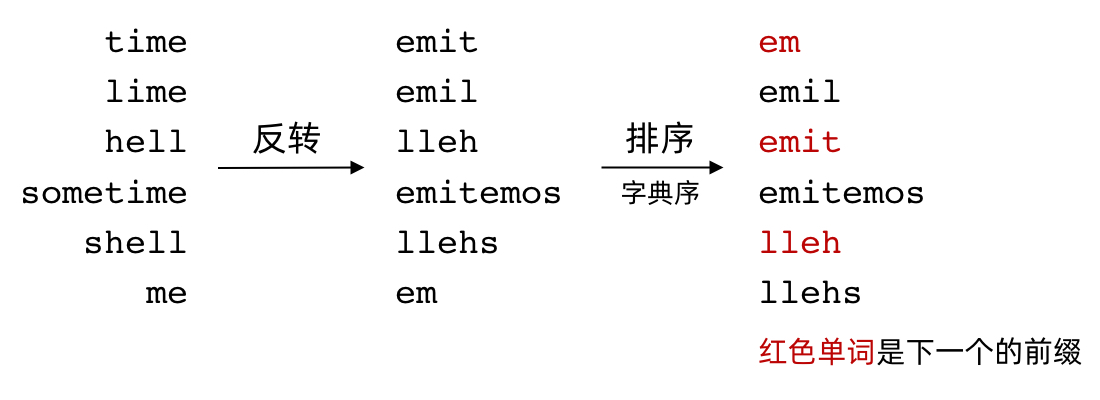 time emit em
lime emil emil
hell 反转 lleh 排序 emit
sometime emitemos 字典序 emitemos
shell llehs lleh
me em llehs
红色单词是下一个的前缀